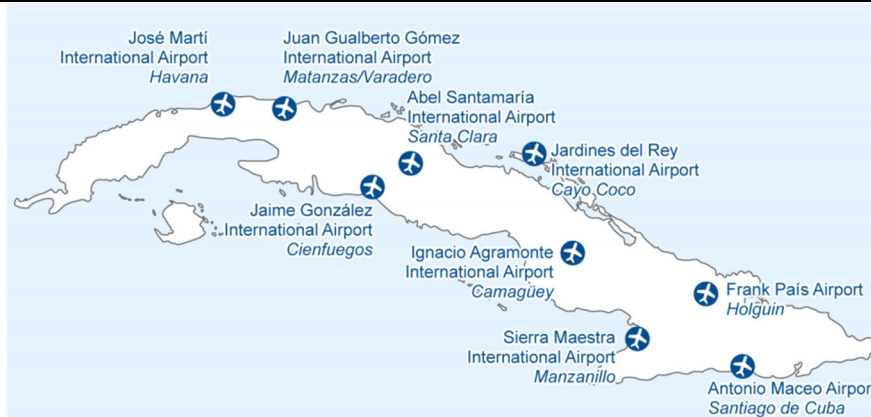 José Martí
International Airport
Havana
Juan Gualberto Gómez
International Airport
Matanzas/Varadero
Abel Santamaría
International Airport
Santa Clara
Jardines del Rey
International Airport
Cayo Coco
Jaime González
International Airport
Cienfuegos
Ignacio Agramonte
International Airport
Camagüey
Frank País Airport
Holguin
Sierra Maestra
International Airport
Manzanillo
Antonio Maceo Airpor
Santiago de Cuba